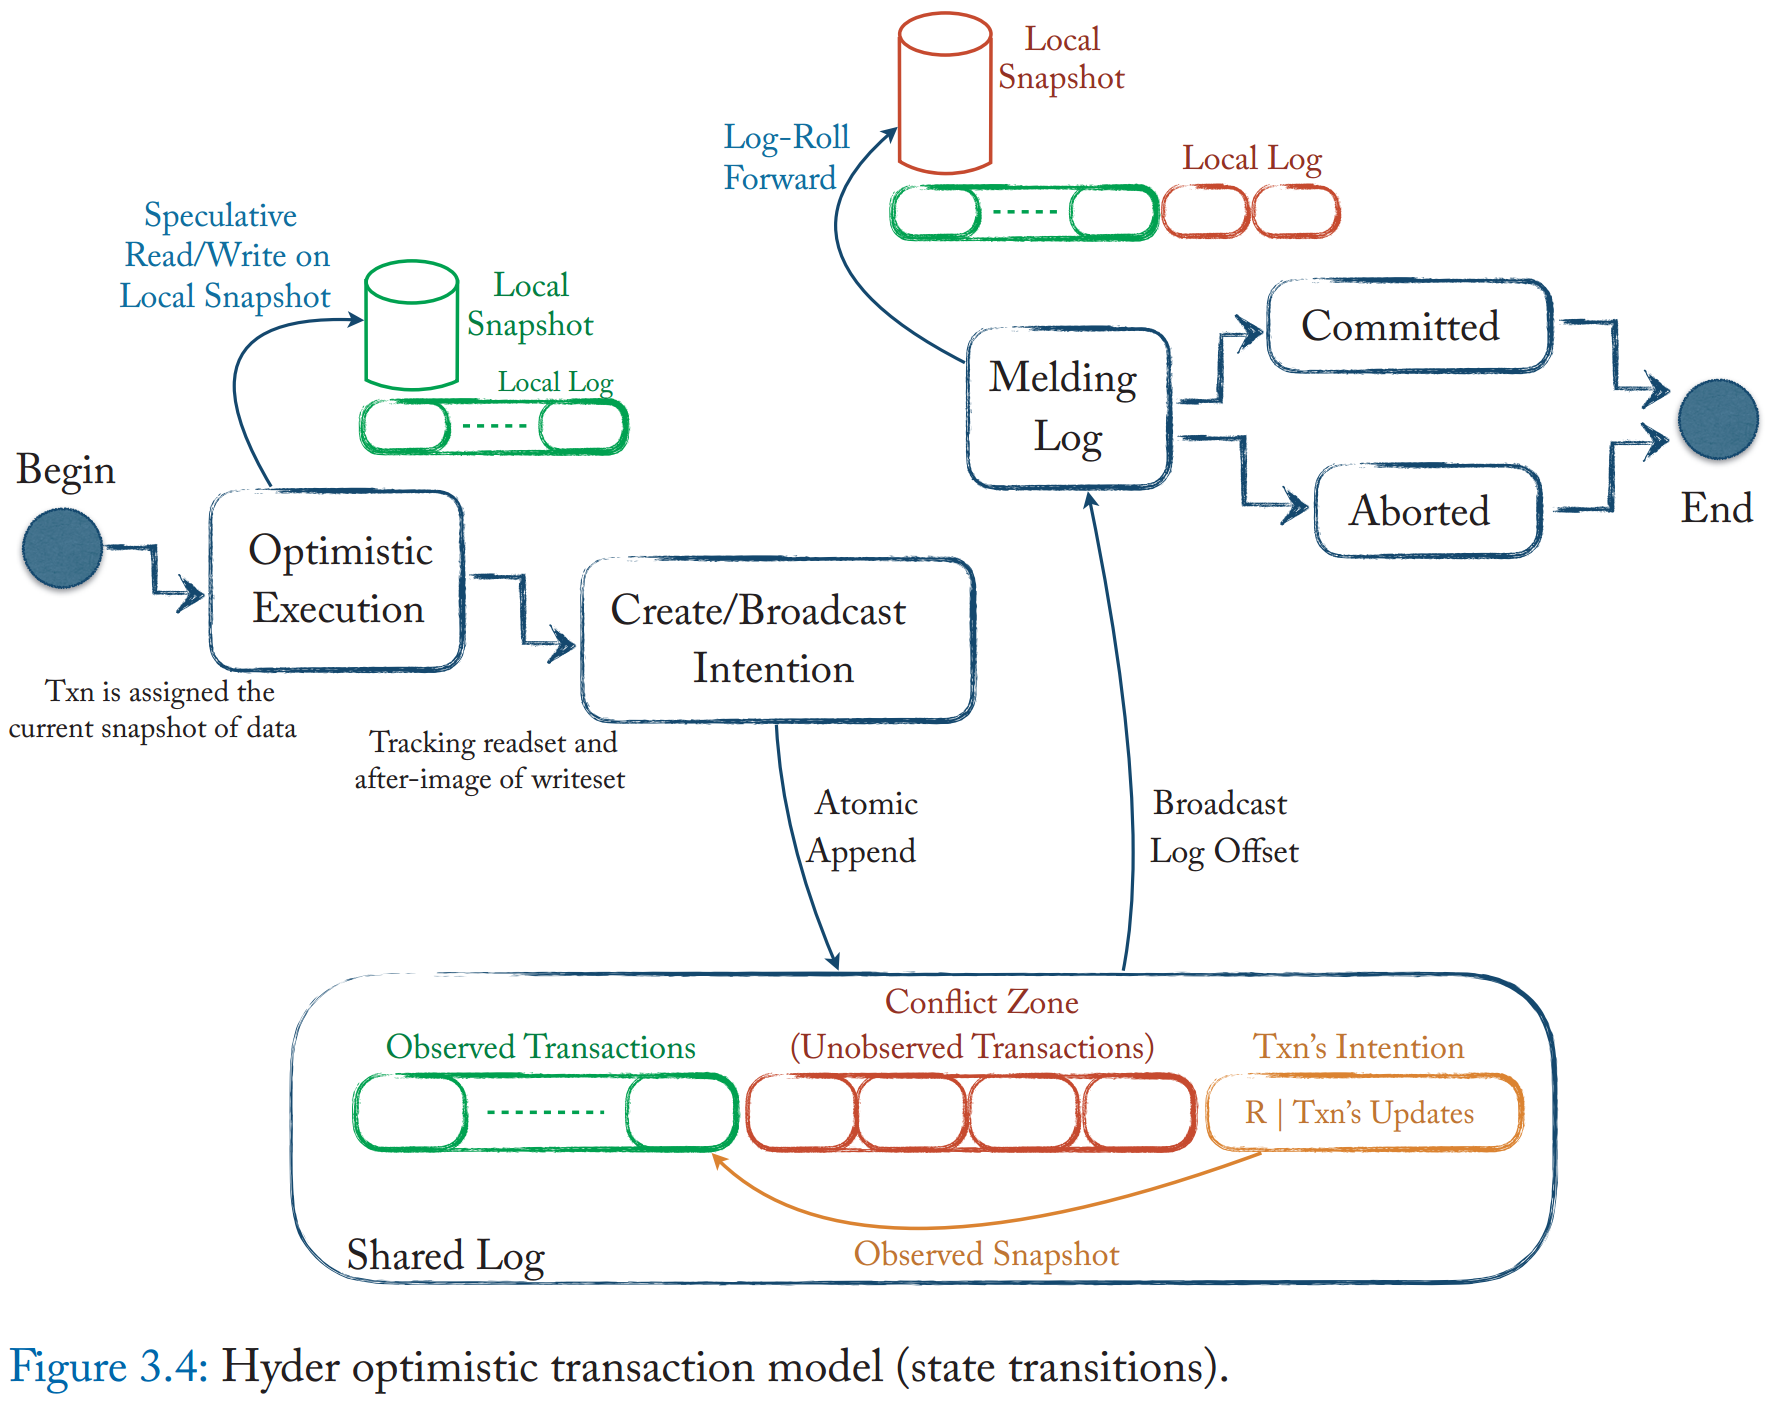 Local
Snapshot
Log-Roll
Forward
Local Log
Speculative
Read/Write on
Local Snapshot
Local
Snapshot
Local Log
Begin
Optimistic
Execution
Txn is assigned the
current snapshot of data
Create/Broadcast
Intention
Tracking readset and
after-image of writeset
Melding
Log
Committed
Aborted
End
Atomic
Append
Broadcast
Log Offset
Conflict Zone
Observed Transactions
(Unobserved Transactions)
Txn's Intention
R | Txn's Updates
Observed Snapshot
Shared Log
Figure 3.4: Hyder optimistic transaction model (state transitions).